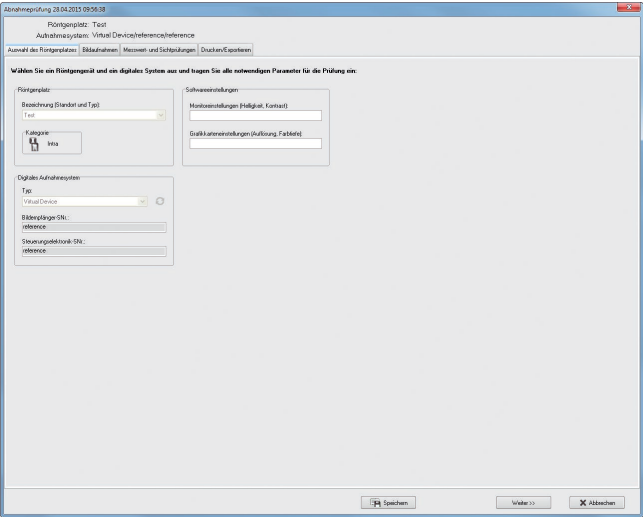 Abnahmeprüfung 28.04.2015 09:56:38
Röntgenplatz: Test
Aufnahmesystem: Virtual Device/reference/reference
Auswahl des Röntgenplatzes Bildaufnahmen Messwert- und Sichtprüfungen Drucken/Exportieren
Wählen Sie ein Röntgengerät und ein digitales System aus und tragen Sie alle notwendigen Parameter für die Prüfung ein:
Röntgenplatz
Bezeichnung (Standort und Typ):
Test
Kategorie
Intra
Softwareeinstellungen
Monitoreinstellungen (Helligkeit, Kontrast):
Grafikkarteneinstellungen (Auflösung, Farbtiefe):
Digitales Aufnahmesystem
Typ:
Virtual Device
Bildempfänger-SNr.:
reference
Steuerungselektronik-SNr.:
reference
Speichern Weiter >> Abbrechen